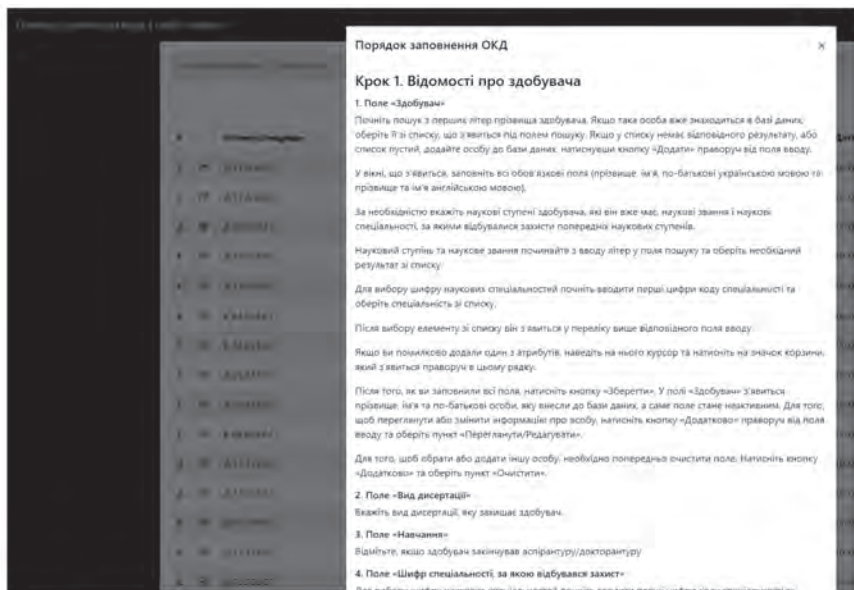 Порядок заповнення ОКД
×
Крок 1. Відомості про здобувача
1. Поле «Здобувач»
Почніть пошук з перших літер прізвища здобувача. Якщо така особа вже знаходиться в базі даних,
оберіть її зі списку, що з'явиться під полем пошуку. Якщо у списку немає відповідного результату, або
список пустий, додайте особу до бази даних, натиснувши кнопку «Додати» праворуч від поля вводу.
У вікні, що з'явиться, заповніть всі обов'язкові поля (прізвище, ім'я, по-батькові українською мовою та
прізвище та ім'я англійською мовою).
За необхідністю вкажіть наукові ступені здобувача, які він вже має, наукові звання і наукові
спеціальності, за якими відбувалися захисти попередніх наукових ступенів.
Науковий ступінь та наукове звання починайте з вводу літер у поля пошуку та оберіть необхідний
результат зі списку.
Для вибору шифру наукових спеціальностей почніть вводити перші цифри коду спеціальності та
оберіть спеціальність зі списку.
Після вибору елементу зі списку він з'явиться у переліку вище відповідного поля вводу.
Якщо ви помилково додали один з атрибутів, наведіть на нього курсор та натисніть на значок корзини,
який з'явиться праворуч в цьому рядку.
Після того, як ви заповнили всі поля, натисніть кнопку «Зберегти». У полі «Здобувач» з'явиться
прізвище, ім'я та по-батькові особи, яку внесли до бази даних, а саме поле стане неактивним. Для того,
щоб переглянути або змінити інформацію про особу, натисніть кнопку «Додатково» праворуч від поля
вводу та оберіть пункт «Переглянути/Редагувати».
Для того, щоб обрати або додати іншу особу, необхідно попередньо очистити поле. Натисніть кнопку
«Додатково» та оберіть пункт «Очистити».
2. Поле «Вид дисертації»
Вкажіть вид дисертації, яку захищає здобувач.
3. Поле «Навчання»
Відмітьте, якщо здобувач закінчував аспірантуру/докторантуру
4. Поле «Шифр спеціальності, за якою відбувався захист»